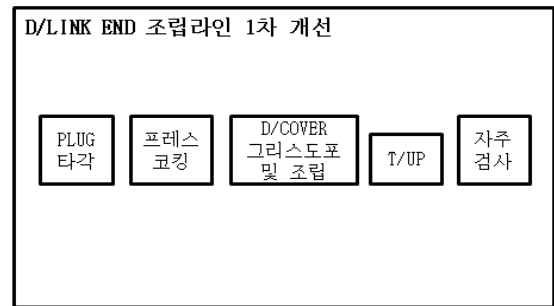 D/LINK END 조립라인 1차 개선
PLUG
타각
프레스
코킹
D/COVER
그리스도포
및 조립
T/UP
자주
검사